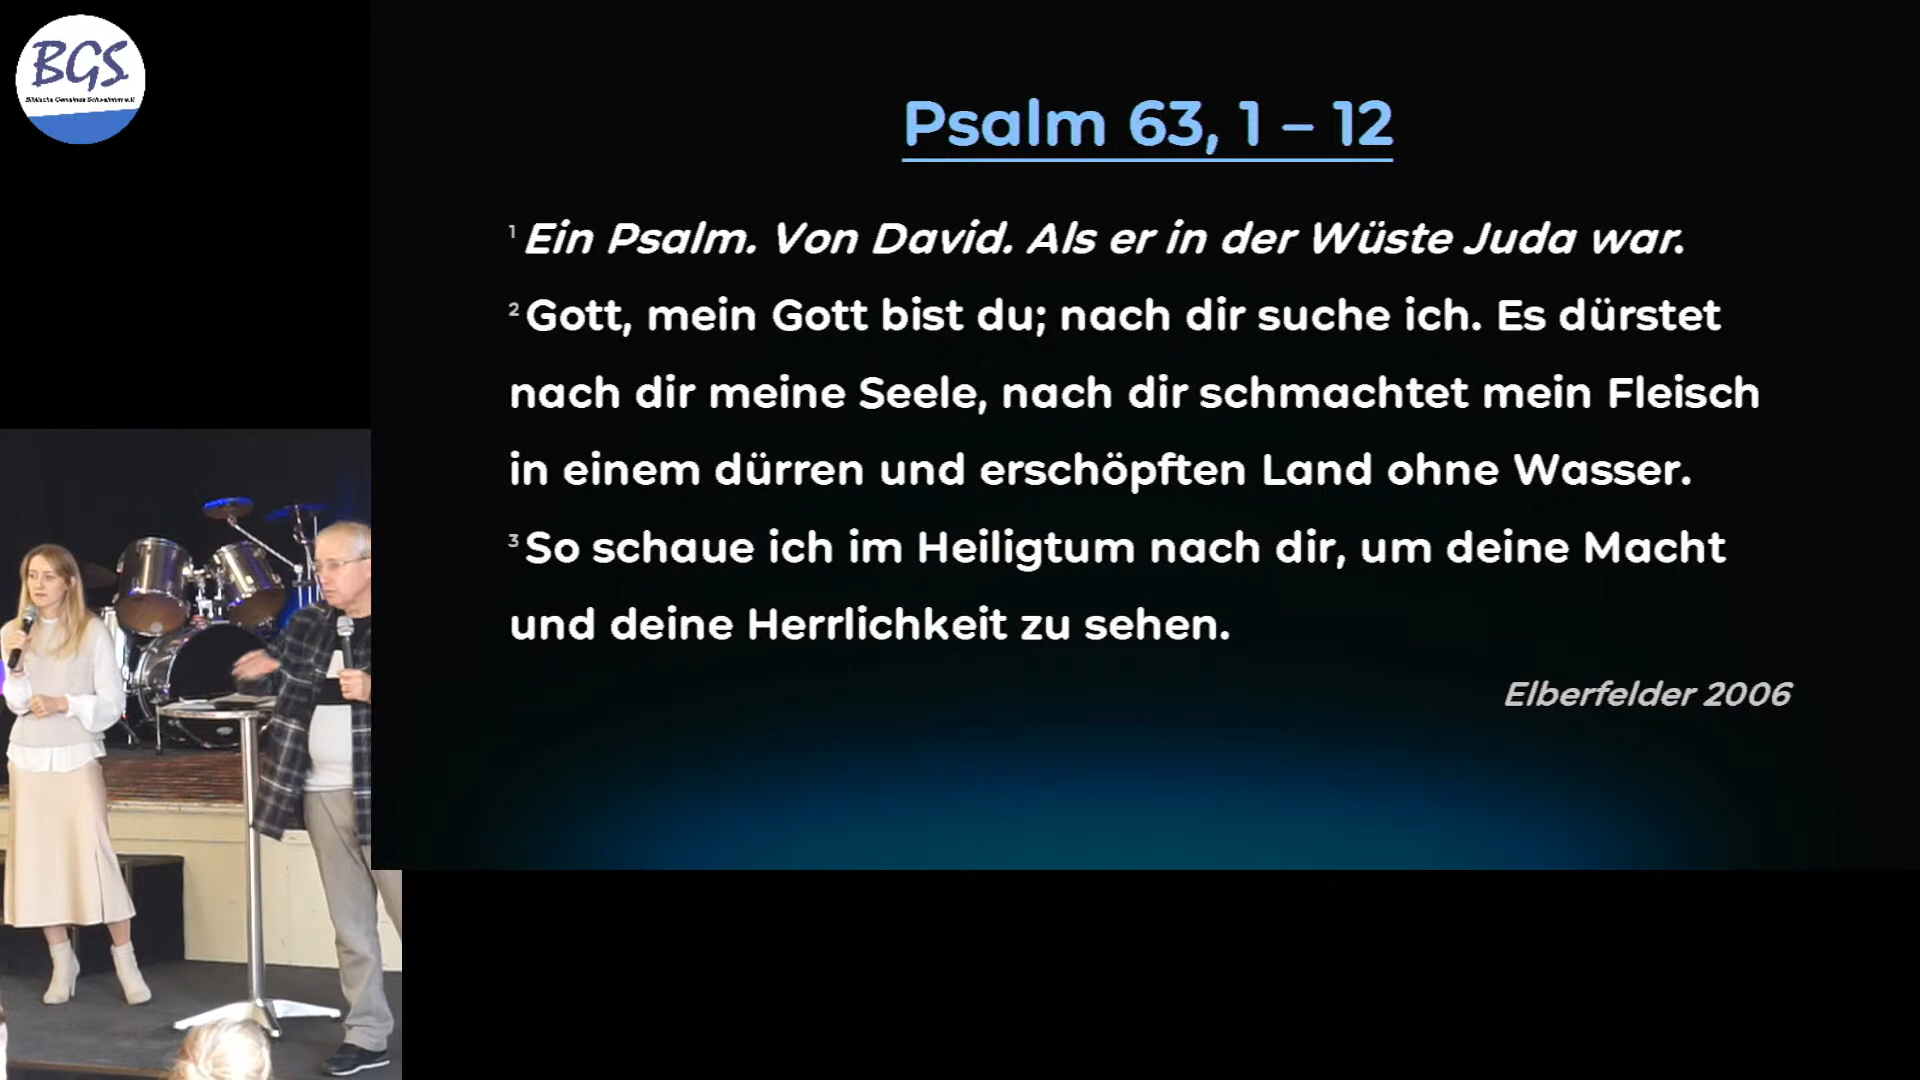 BGS
Biblische Gemeinde Schweinfurt e.V.
Psalm 63, 1 – 12
1 Ein Psalm. Von David. Als er in der Wüste Juda war.
2 Gott, mein Gott bist du; nach dir suche ich. Es dürstet
nach dir meine Seele, nach dir schmachtet mein Fleisch
in einem dürren und erschöpften Land ohne Wasser.
3 So schaue ich im Heiligtum nach dir, um deine Macht
und deine Herrlichkeit zu sehen.
Elberfelder 2006